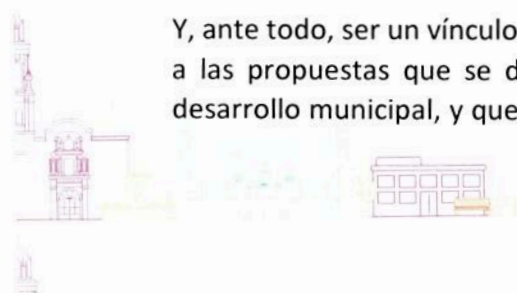 Y, ante todo, ser un vínculo
a las propuestas que se d
desarrollo municipal, y que